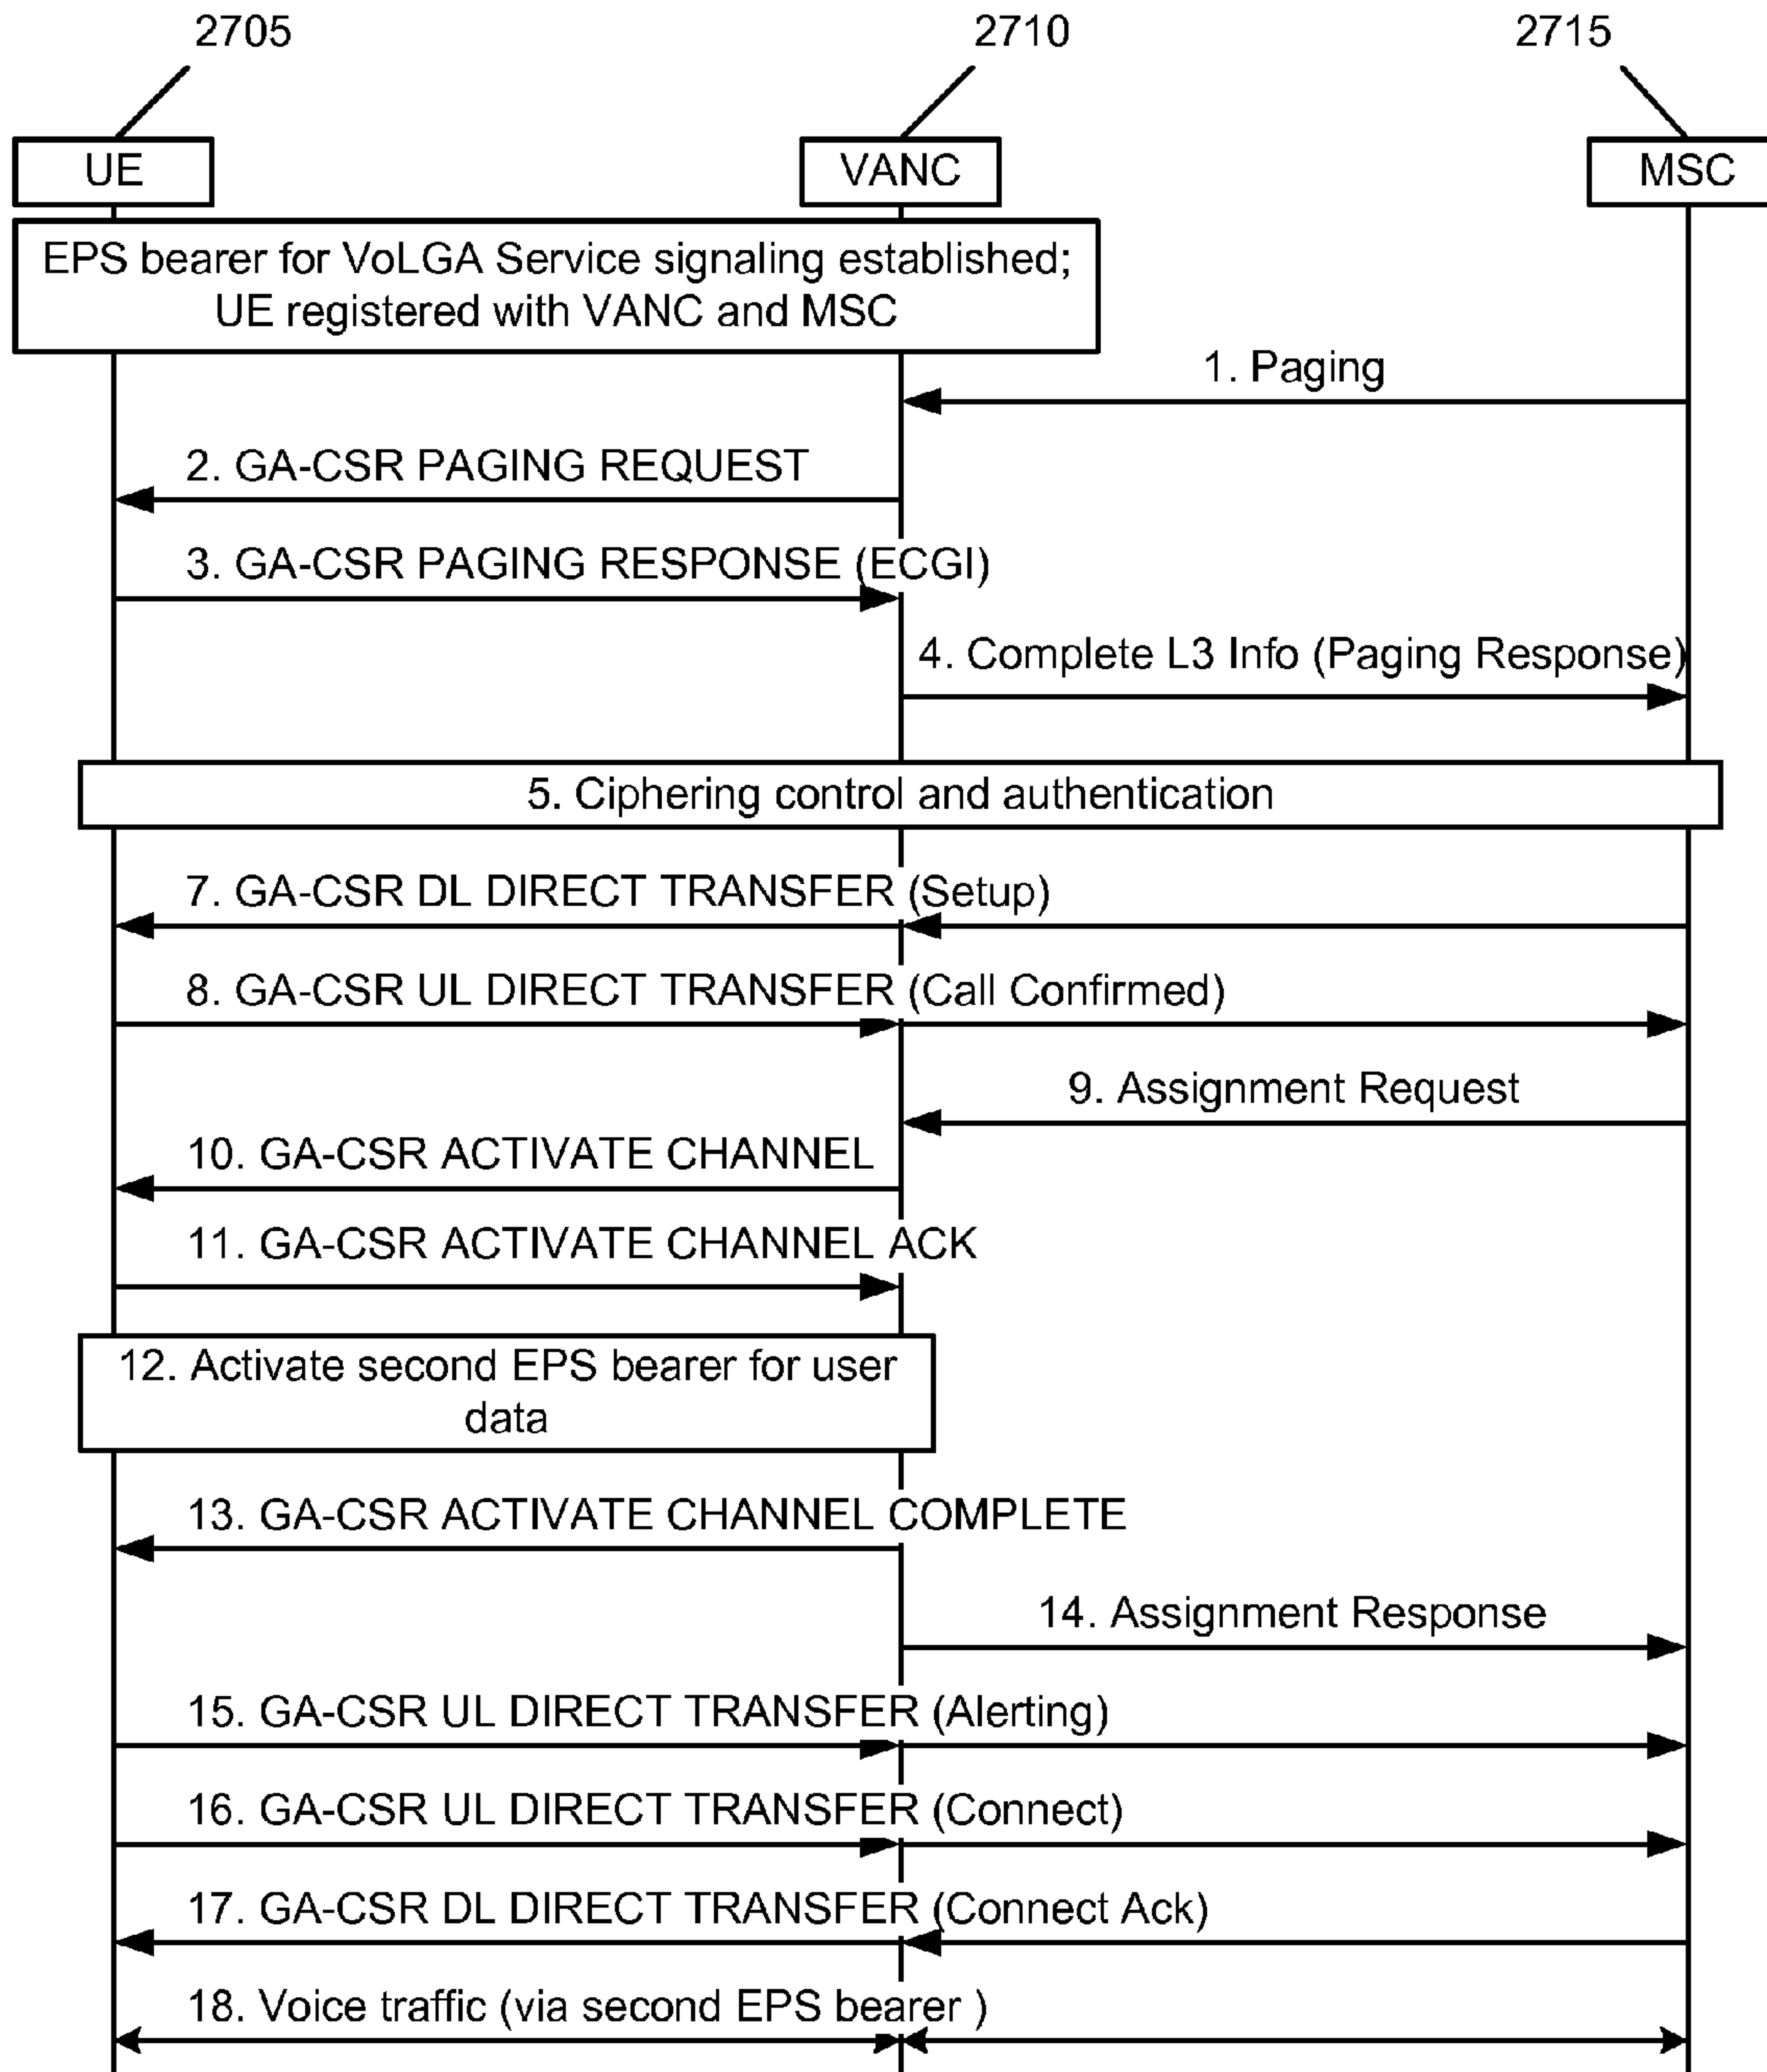 2705
2710
2715
UE
VANC
MSC
EPS bearer for VoLGA Service signaling established;
UE registered with VANC and MSC
1. Paging
2. GA-CSR PAGING REQUEST
3. GA-CSR PAGING RESPONSE (ECGI)
4. Complete L3 Info (Paging Response)
5. Ciphering control and authentication
7. GA-CSR DL DIRECT TRANSFER (Setup)
8. GA-CSR UL DIRECT TRANSFER (Call Confirmed)
9. Assignment Request
10. GA-CSR ACTIVATE CHANNEL
11. GA-CSR ACTIVATE CHANNEL ACK
12. Activate second EPS bearer for user
data
13. GA-CSR ACTIVATE CHANNEL COMPLETE
14. Assignment Response
15. GA-CSR UL DIRECT TRANSFER (Alerting)
16. GA-CSR UL DIRECT TRANSFER (Connect)
17. GA-CSR DL DIRECT TRANSFER (Connect Ack)
18. Voice traffic (via second EPS bearer )